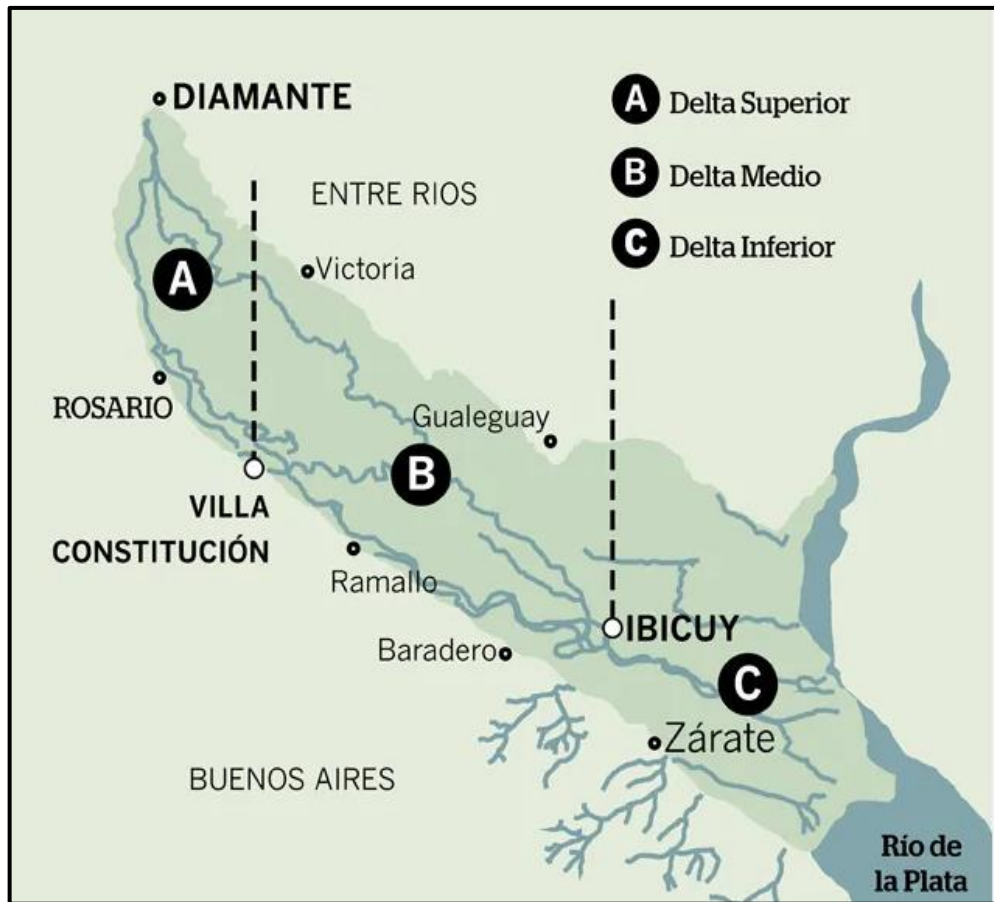 DIAMANTE
A Delta Superior
B Delta Medio
C Delta Inferior
ENTRE RIOS
Victoria
A
ROSARIO
Gualeguay
B
VILLA
CONSTITUCIÓN
Ramallo
IBICUY
Baradero
C
Zárate
BUENOS AIRES
Río de
la Plata